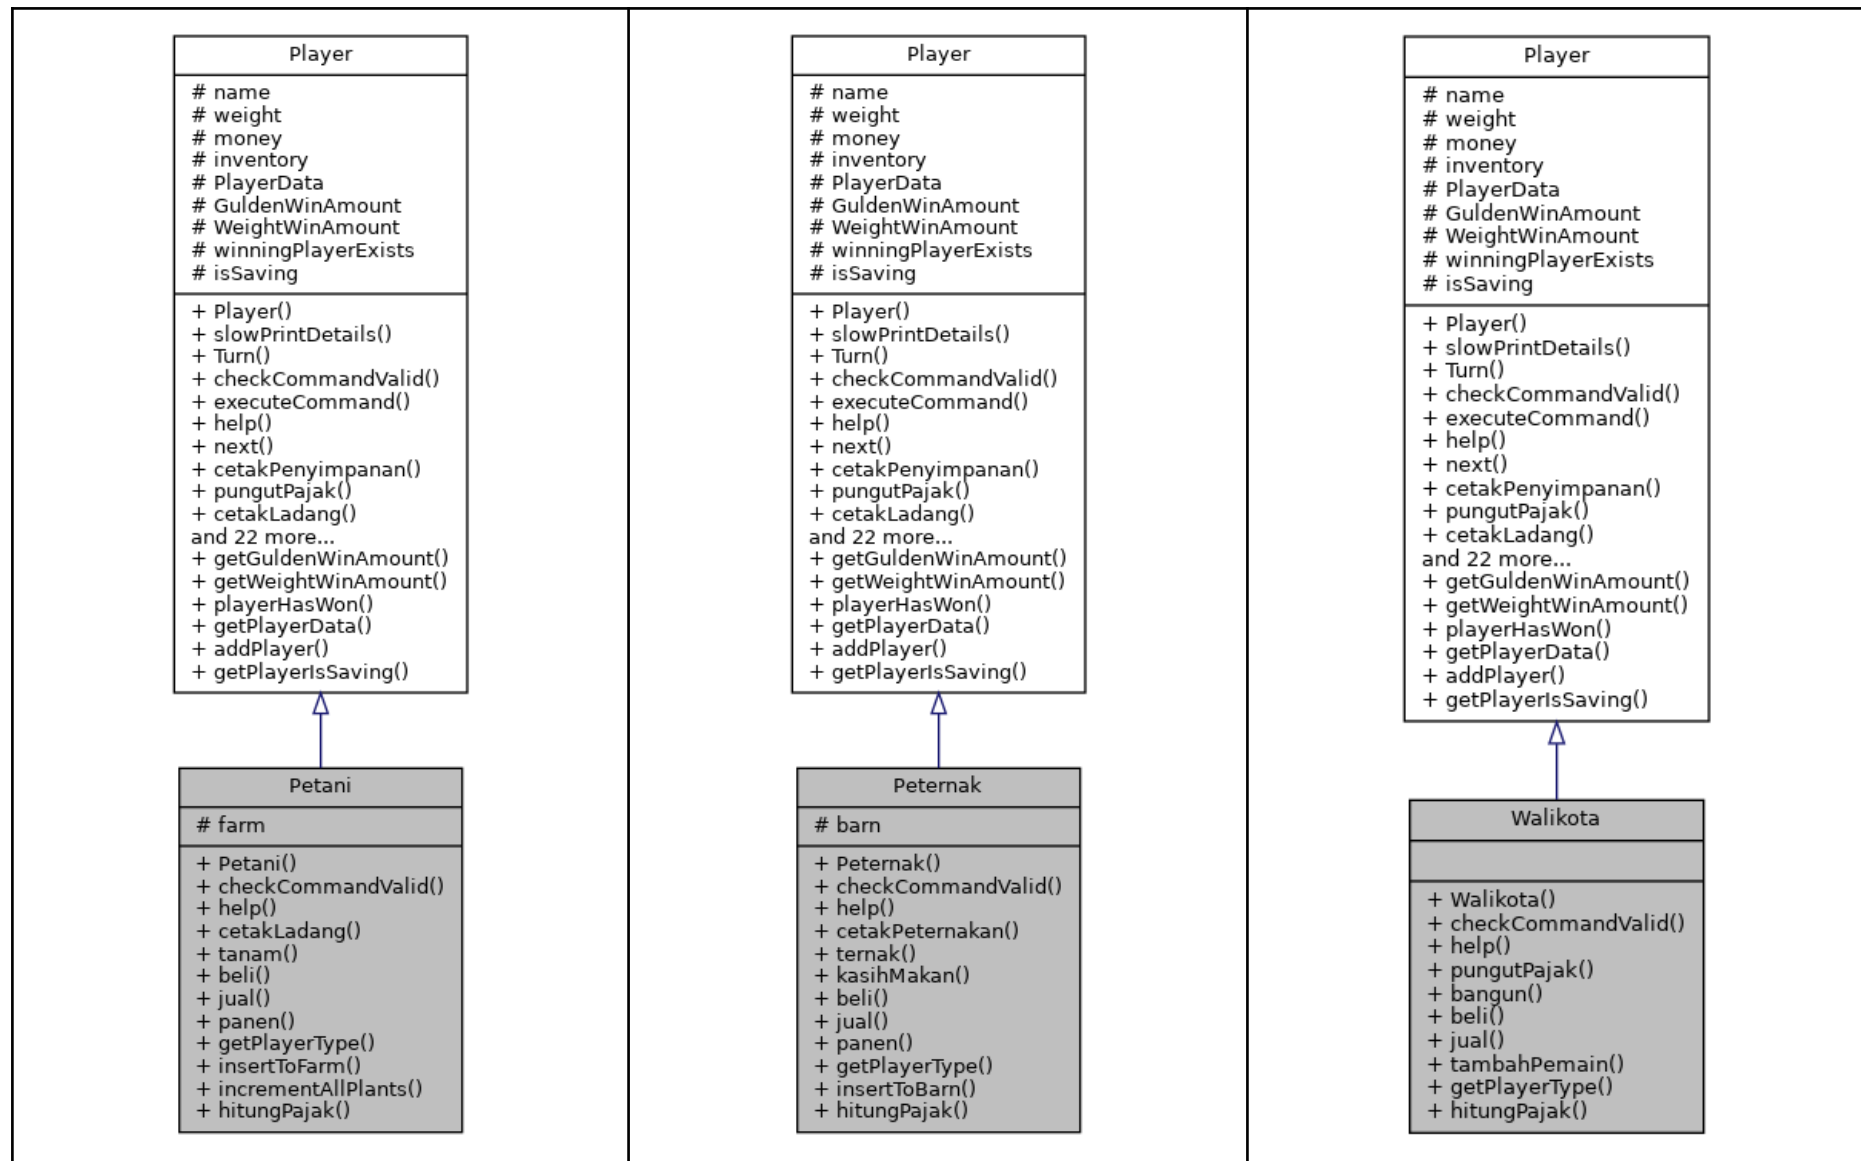 Player
# name
# weight
# money
# inventory
# PlayerData
# GuldenWinAmount
# WeightWinAmount
# winningPlayerExists
# isSaving
+ Player()
+ slowPrintDetails()
+ Turn()
+ checkCommandValid()
+ executeCommand()
+ help()
+ next()
+ cetakPenyimpanan()
+ pungutPajak()
+ cetakLadang()
and 22 more...
+ getGuldenWinAmount()
+ getWeightWinAmount()
+ playerHasWon()
+ getPlayerData()
+ addPlayer()
+ getPlayerIsSaving()
Petani
# farm
+ Petani()
+ checkCommandValid()
+ help()
+ cetakLadang()
+ tanam()
+ beli()
+ jual()
+ panen()
+ getPlayerType()
+ insertToFarm()
+ incrementAllPlants()
+ hitungPajak()
Player
# name
# weight
# money
# inventory
# PlayerData
# GuldenWinAmount
# WeightWinAmount
# winningPlayerExists
# isSaving
+ Player()
+ slowPrintDetails()
+ Turn()
+ checkCommandValid()
+ executeCommand()
+ help()
+ next()
+ cetakPenyimpanan()
+ pungutPajak()
+ cetakLadang()
and 22 more...
+ getGuldenWinAmount()
+ getWeightWinAmount()
+ playerHasWon()
+ getPlayerData()
+ addPlayer()
+ getPlayerIsSaving()
Peternak
# barn
+ Peternak()
+ checkCommandValid()
+ help()
+ cetakPeternakan()
+ ternak()
+ kasihMakan()
+ beli()
+ jual()
+ panen()
+ getPlayerType()
+ insertToBarn()
+ hitungPajak()
Player
# name
# weight
# money
# inventory
# PlayerData
# GuldenWinAmount
# WeightWinAmount
# winningPlayerExists
# isSaving
+ Player()
+ slowPrintDetails()
+ Turn()
+ checkCommandValid()
+ executeCommand()
+ help()
+ next()
+ cetakPenyimpanan()
+ pungutPajak()
+ cetakLadang()
and 22 more...
+ getGuldenWinAmount()
+ getWeightWinAmount()
+ playerHasWon()
+ getPlayerData()
+ addPlayer()
+ getPlayerIsSaving()
Walikota
+ Walikota()
+ checkCommandValid()
+ help()
+ pungutPajak()
+ bangun()
+ beli()
+ jual()
+ tambahPemain()
+ getPlayerType()
+ hitungPajak()